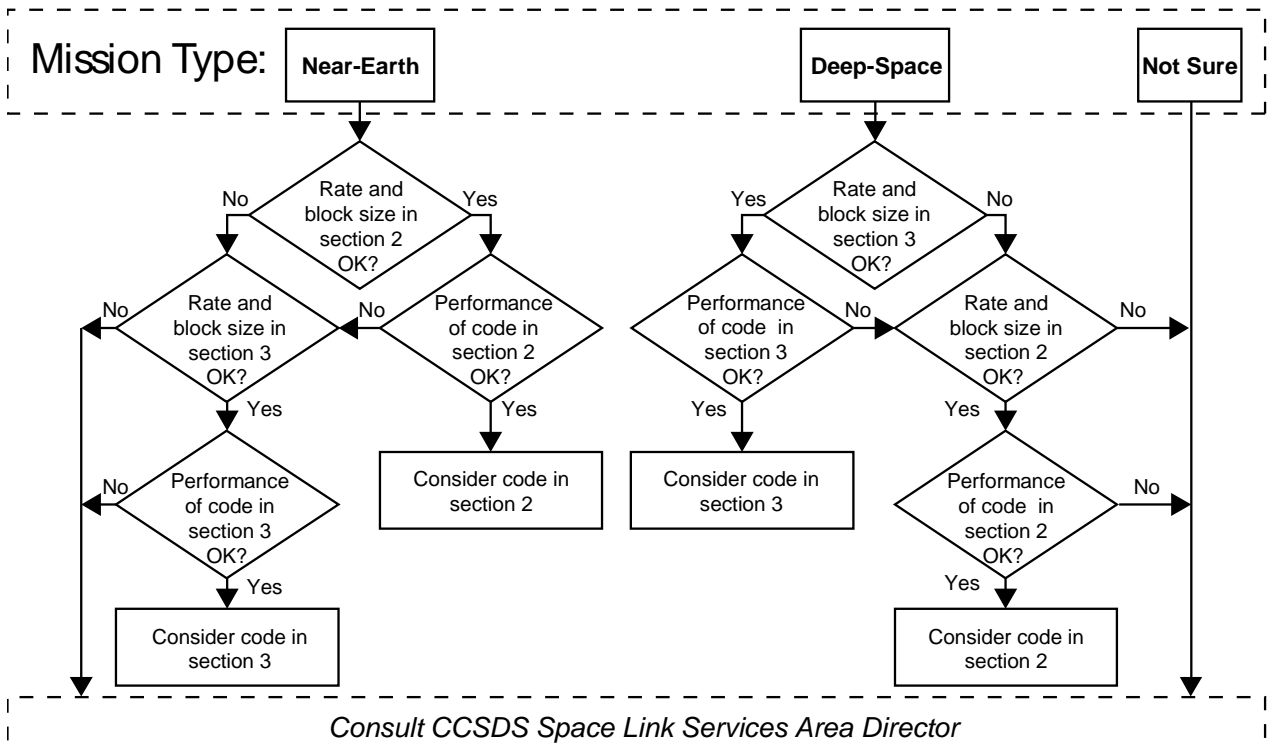 Mission Type:
Near-Earth
Deep-Space
Not Sure
No
Rate and
block size in
section 2
OK?
Yes
Yes
Rate and
block size in
section 3
OK?
No
No
Rate and
block size in
section 3
OK?
No
Performance
of code in
section 2
OK?
Performance
of code in
section 3
OK?
No
Rate and
block size in
section 2
OK?
No
Yes
Yes
Yes
Yes
No
Performance
of code in
section 3
OK?
Consider code in
section 2
Consider code in
section 3
Performance
of code in
section 2
OK?
No
Yes
Yes
Consider code in
section 3
Consider code in
section 2
Consult CCSDS Space Link Services Area Director